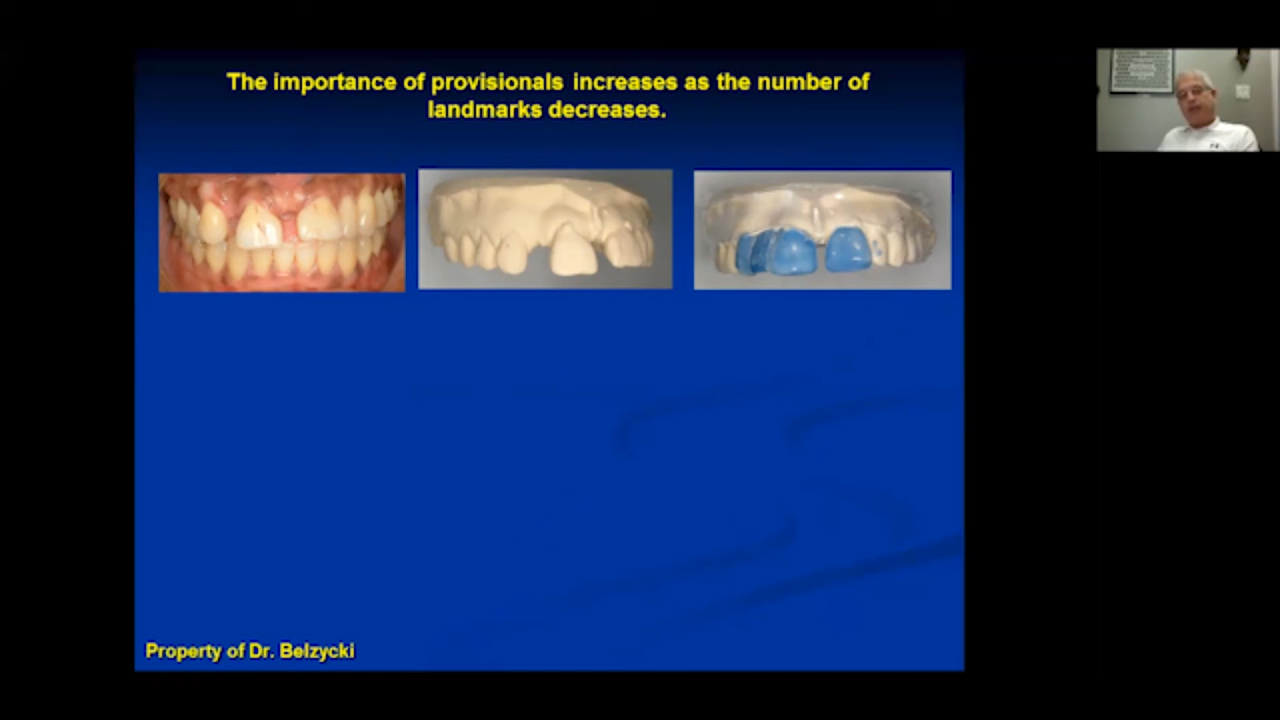 The importance of provisionals increases as the number of
landmarks decreases.
Property of Dr. Belzycki